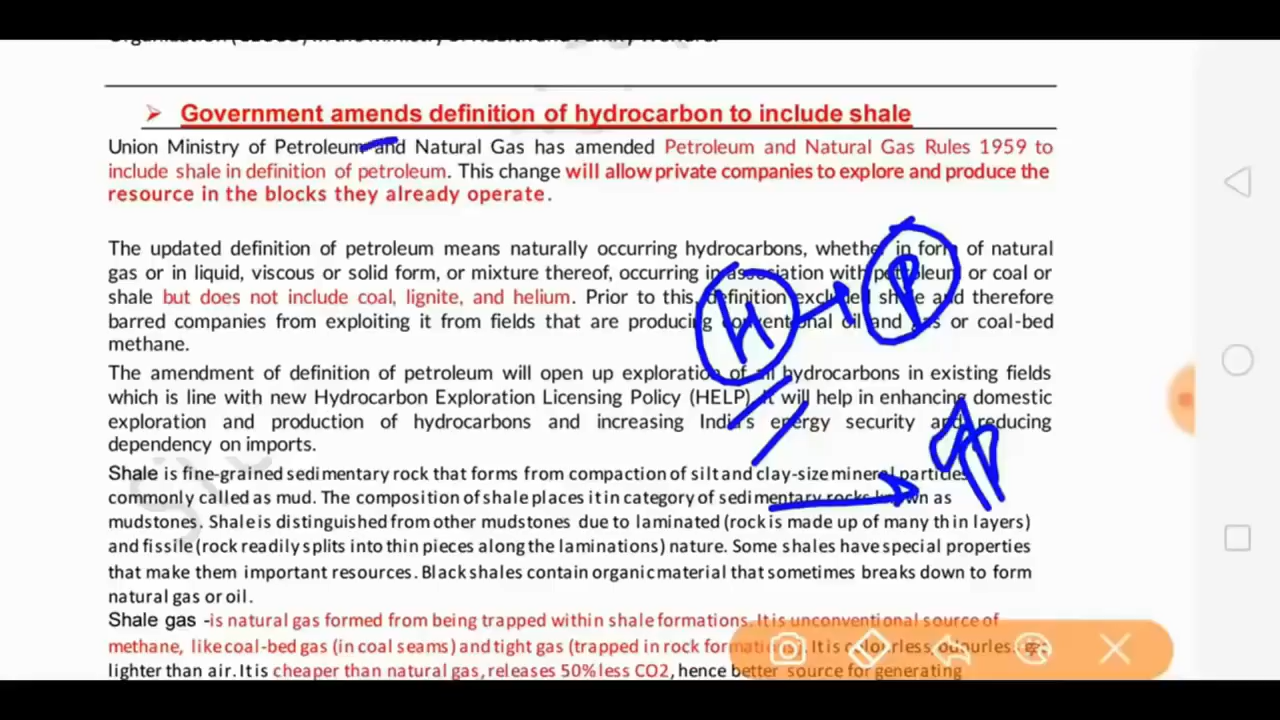 ➢ Government amends definition of hydrocarbon to include shale
Union Ministry of Petroleum and Natural Gas has amended Petroleum and Natural Gas Rules 1959 to
include shale in definition of petroleum. This change will allow private companies to explore and produce the
resource in the blocks they already operate.
The updated definition of petroleum means naturally occurring hydrocarbons, whether in form of natural
gas or in liquid, viscous or solid form, or mixture thereof, occurring in association with petroleum or coal or
shale but does not include coal, lignite, and helium. Prior to this, definition excluded shale and therefore
barred companies from exploiting it from fields that are producing conventional oil and gas or coal-bed
methane.
The amendment of definition of petroleum will open up exploration of all hydrocarbons in existing fields
which is line with new Hydrocarbon Exploration Licensing Policy (HELP). It will help in enhancing domestic
exploration and production of hydrocarbons and increasing India's energy security and reducing
dependency on imports.
Shale is fine-grained sedimentary rock that forms from compaction of silt and clay-size mineral particles
commonly called as mud. The composition of shale places it in category of sedimentary rocks known as
mudstones. Shale is distinguished from other mudstones due to laminated (rock is made up of many thin layers)
and fissile (rock readily splits into thin pieces along the laminations) nature. Some shales have special properties
that make them important resources. Black shales contain organic material that sometimes breaks down to form
natural gas or oil.
Shale gas -is natural gas formed from being trapped within shale formations. It is unconventional source of
methane, like coal-bed gas (in coal seams) and tight gas (trapped in rock formations). It is colourless, odourless,
lighter than air. It is cheaper than natural gas, releases 50% less CO2, hence better source for generating
H
P